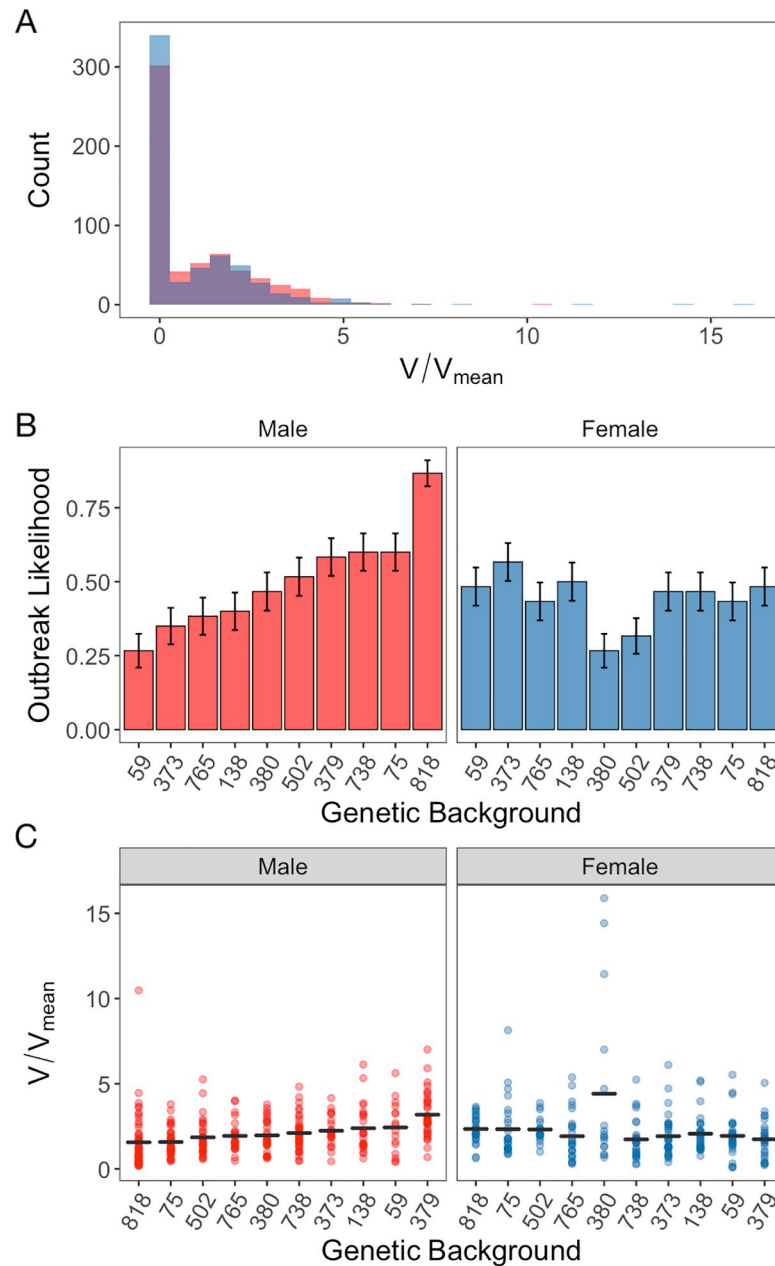 A
Count
300
200
100
0
0 5 10 15
V/Vmean
B
Male Female
Outbreak Likelihood
0.75
0.50
0.25
0.00
59 373 765 138 380 502 379 738 75 818 59 373 765 138 380 502 379 738 75 818
Genetic Background
C
Male Female
V/Vmean
15
10
5
0
818 75 502 765 380 738 373 138 59 379 818 75 502 765 380 738 373 138 59 379
Genetic Background